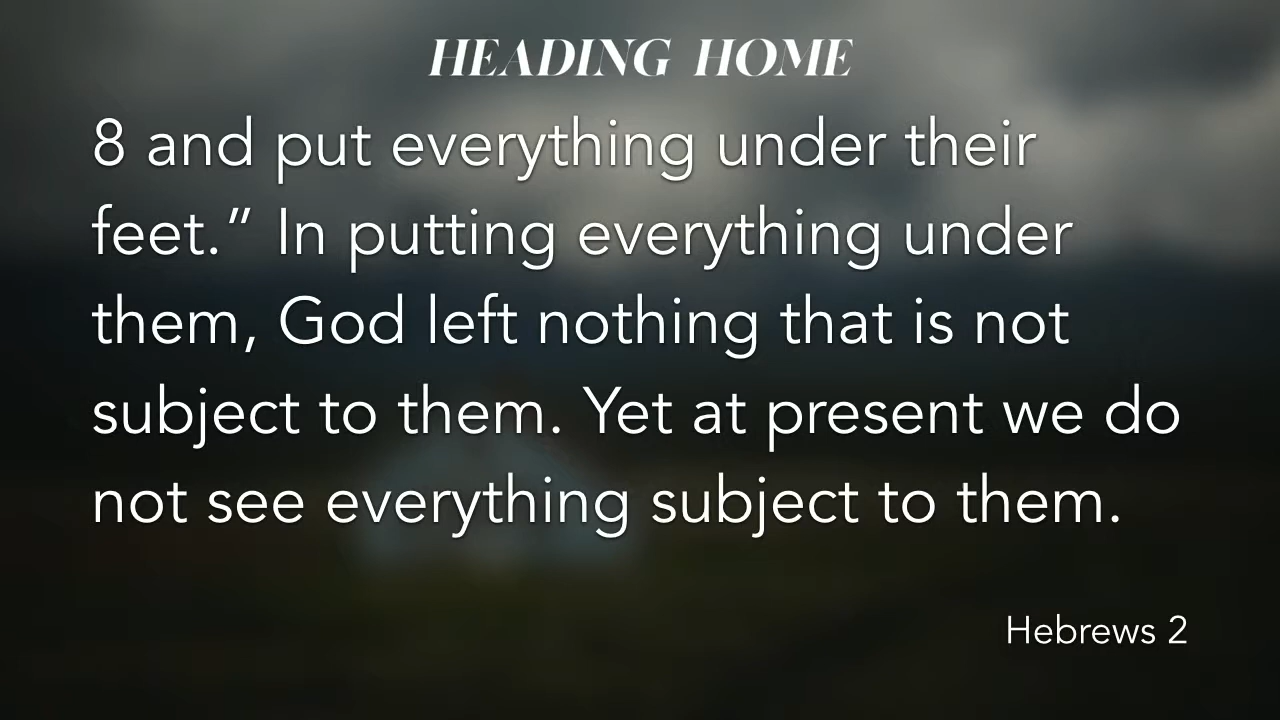 HEADING HOME
8 and put everything under their
feet.” In putting everything under
them, God left nothing that is not
subject to them. Yet at present we do
not see everything subject to them.
Hebrews 2